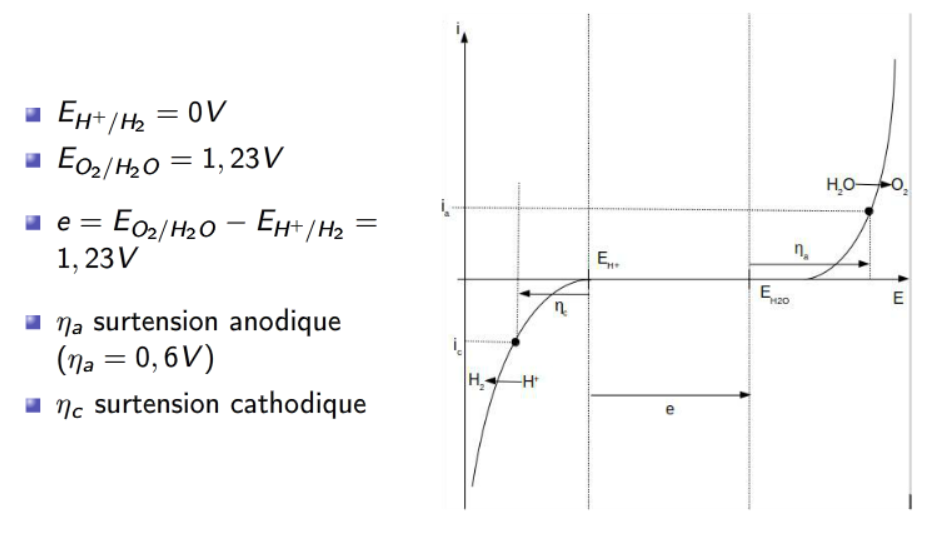 E_{H⁺/H₂} = 0V
E_{O₂/H₂O} = 1,23V
e = E_{O₂/H₂O} − E_{H⁺/H₂} =
1,23V
η_a surtension anodique
(η_a = 0,6V)
η_c surtension cathodique
i
H₂O O₂
i_a
η_a
E_{H+}
E_{H2O}
E
η_c
i_c
H₂ H⁺
e